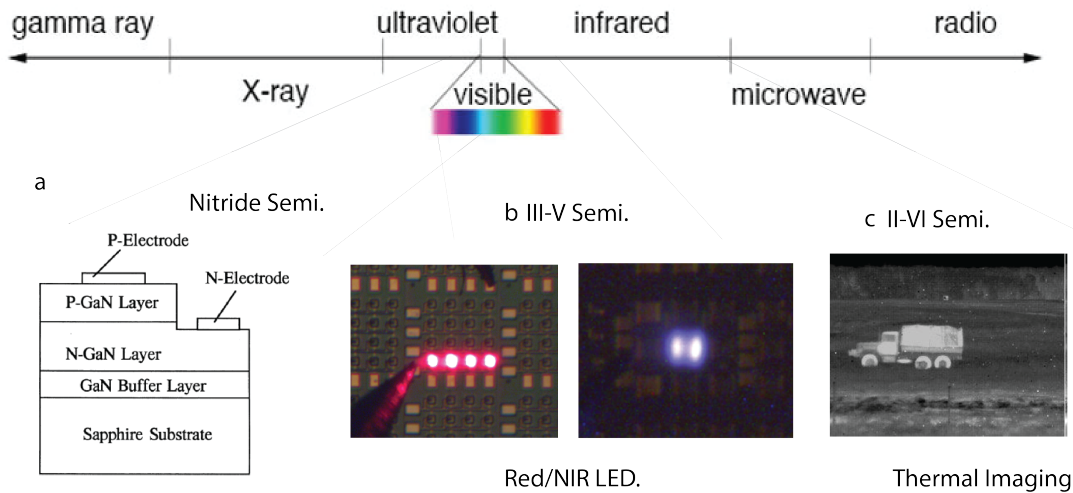 gamma ray
ultraviolet
infrared
radio
X-ray
visible
microwave
a
Nitride Semi.
b III-V Semi.
c II-VI Semi.
P-Electrode
N-Electrode
P-GaN Layer
N-GaN Layer
GaN Buffer Layer
Sapphire Substrate
Red/NIR LED.
Thermal Imaging